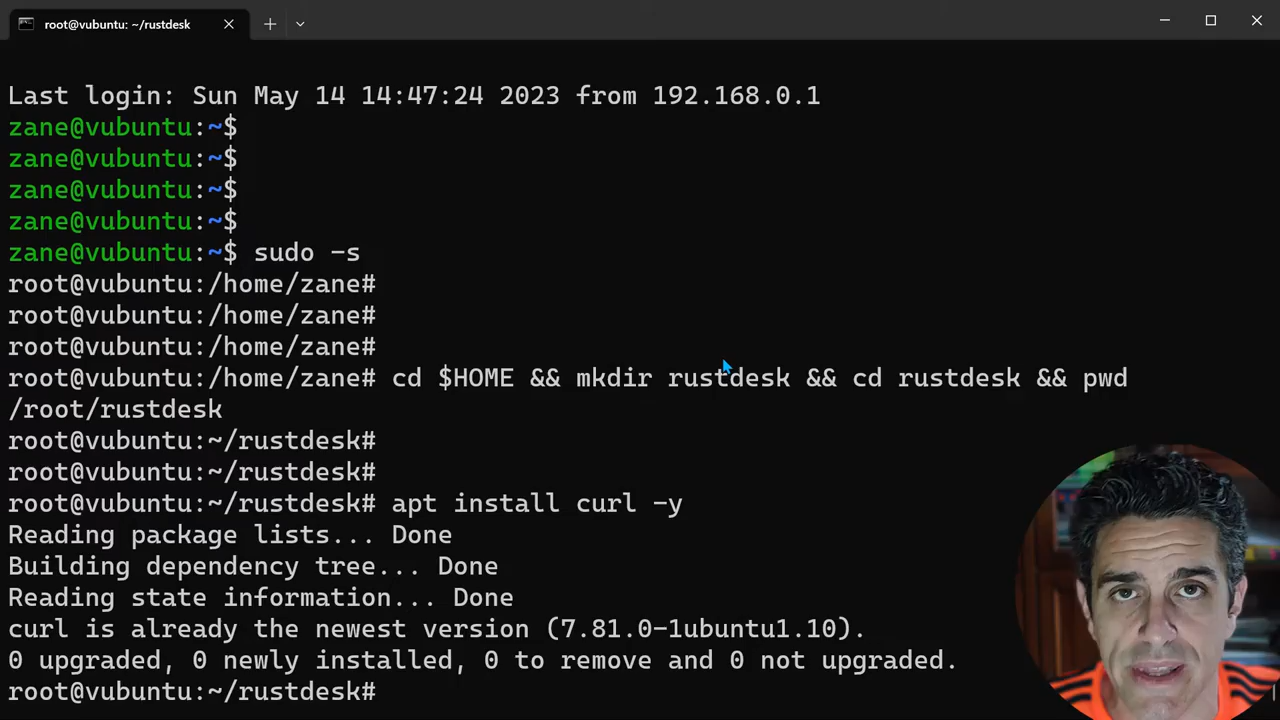 root@vubuntu: ~/rustdesk
Last login: Sun May 14 14:47:24 2023 from 192.168.0.1
zane@vubuntu:~$
zane@vubuntu:~$
zane@vubuntu:~$
zane@vubuntu:~$
zane@vubuntu:~$ sudo -s
root@vubuntu:/home/zane#
root@vubuntu:/home/zane#
root@vubuntu:/home/zane#
root@vubuntu:/home/zane# cd $HOME && mkdir rustdesk && cd rustdesk && pwd
/root/rustdesk
root@vubuntu:~/rustdesk#
root@vubuntu:~/rustdesk#
root@vubuntu:~/rustdesk# apt install curl -y
Reading package lists... Done
Building dependency tree... Done
Reading state information... Done
curl is already the newest version (7.81.0-1ubuntu1.10).
0 upgraded, 0 newly installed, 0 to remove and 0 not upgraded.
root@vubuntu:~/rustdesk#